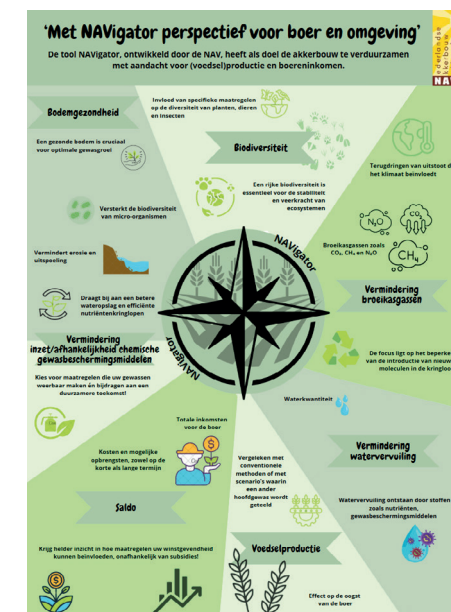 ‘Met NAVigator perspectief voor boer en omgeving’
De tool NAVigator, ontwikkeld door de NAV, heeft als doel de akkerbouw te verduurzamen
met aandacht voor (voedsel)productie en boereninkomen.
ederlandse
kkerbouw
NA
Bodemgezondheid
Een gezonde bodem is cruciaal
voor optimale gewasgroei
Versterkt de biodiversiteit
van micro-organismen
Vermindert erosie en
uitspoeling
Draagt bij aan een betere
wateropslag en efficiënte
nutriëntenkringlopen
Invloed van specifieke maatregelen
op de diversiteit van planten, dieren
en insecten
Biodiversiteit
Een rijke biodiversiteit is
essentieel voor de stabiliteit
en veerkracht van
ecosystemen
Terugdringen van uitstoot d
het klimaat beïnvloedt
N₂O
CO₂
CH₄
Broeikasgassen zoals
CO₂, CH₄ en N₂O
Vermindering
broeikasgassen
De focus ligt op het beperke
van de introductie van nieuw
moleculen in de kringloo
NAVigator
NAVigator
Vermindering
inzet/afhankelijkheid chemische
gewasbeschermingsmiddelen
Kies voor maatregelen die uw gewassen
weerbaar maken én bijdragen aan een
duurzamere toekomst!
Totale inkomsten
voor de boer
Kosten en mogelijke
opbrengsten, zowel op de
korte als lange termijn
Saldo
Krijg helder inzicht in hoe maatregelen uw winstgevendheid
kunnen beïnvloeden, onafhankelijk van subsidies!
Waterkwantiteit
Vermindering
watervervuiling
Watervervuiling ontstaan door stoffen
zoals nutriënten,
gewasbeschermingsmiddelen
Vergeleken met
conventionele
methoden of met
scenario's waarin
een ander
hoofdgewas wordt
geteeld
Voedselproductie
Effect op de oogst
van de boer